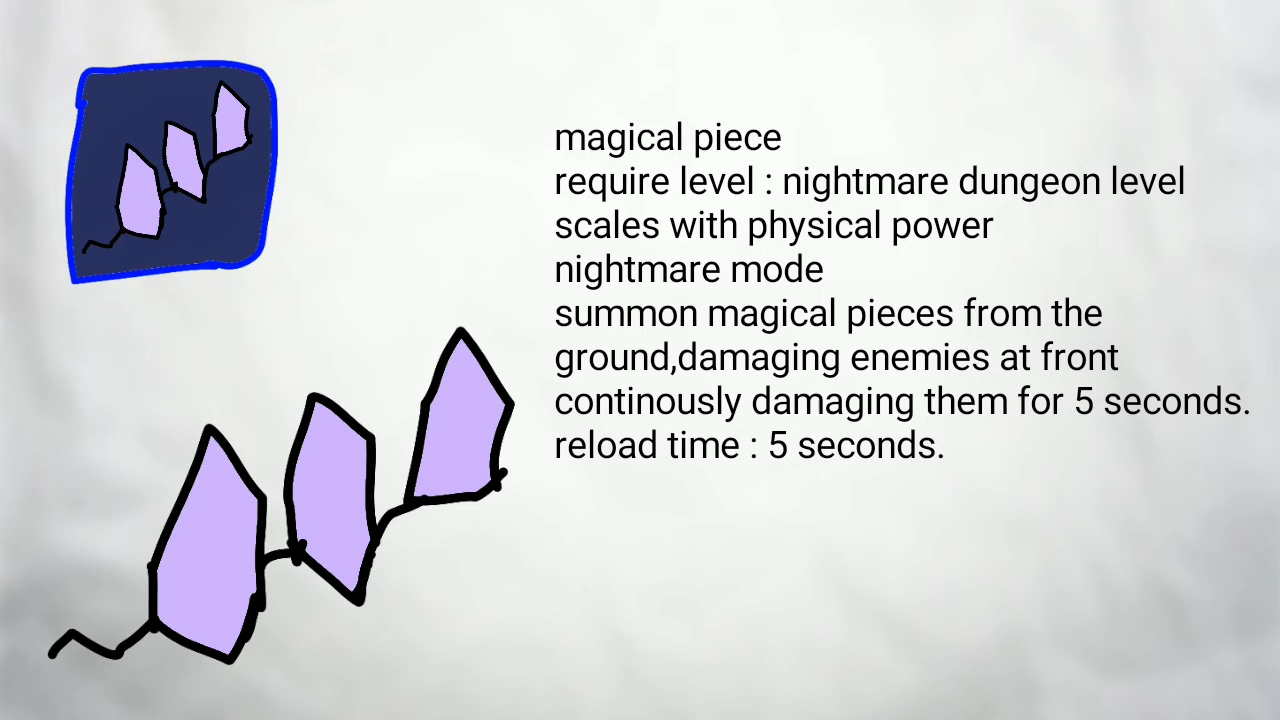 magical piece
require level : nightmare dungeon level
scales with physical power
nightmare mode
summon magical pieces from the
ground,damaging enemies at front
continously damaging them for 5 seconds.
reload time : 5 seconds.